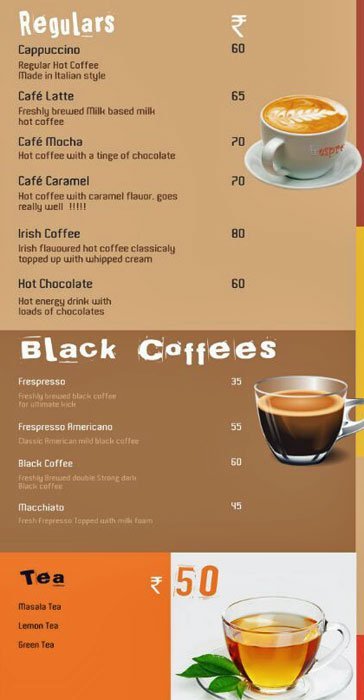 Regulars ₹
Cappuccino 60
Regular Hot Coffee
Made in Italian style
Café Latte 65
Freshly brewed Milk based milk
hot coffee
Café Mocha 70
Hot coffee with a tinge of chocolate
Café Caramel 70
Hot coffee with caramel flavor, goes
really well !!!!!
Irish Coffee 80
Irish flavoured hot coffee classicaly
topped up with whipped cream
Hot Chocolate 60
Hot energy drink with
loads of chocolates
Black Coffees
Frespresso 35
Freshly brewed black coffee
for ultimate kick
Frespresso Americano 55
Classic American mild black coffee
Black Coffee 60
Freshly Brewed double Strong dark
Black coffee
Macchiato 45
Fresh Frepresso Topped with milk foam
Tea ₹ 50
Masala Tea
Lemon Tea
Green Tea